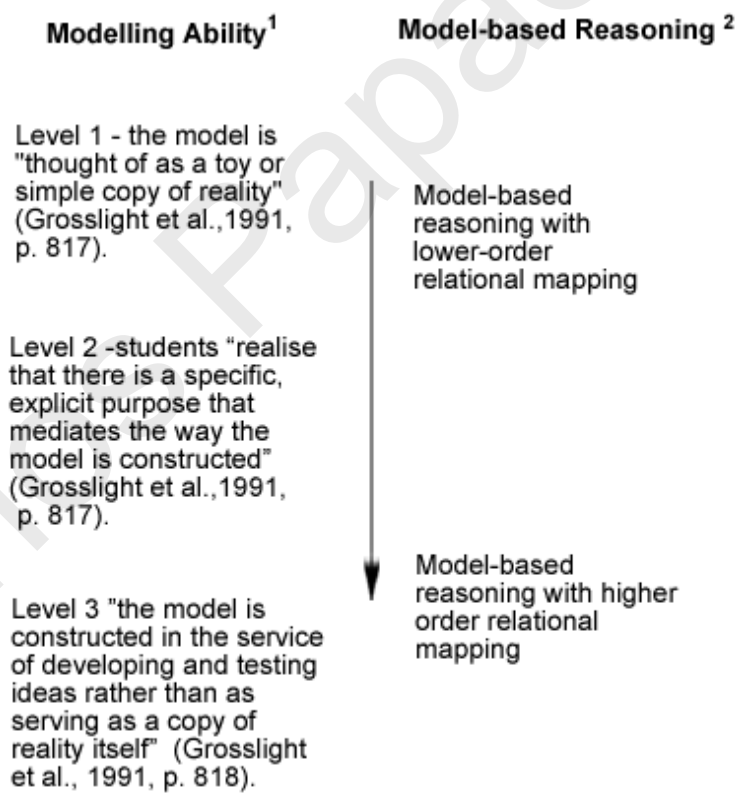 Modelling Ability1
Model-based Reasoning 2
Level 1 - the model is
"thought of as a toy or
simple copy of reality"
(Grosslight et al.,1991,
p. 817).
Model-based
reasoning with
lower-order
relational mapping
Level 2 -students “realise
that there is a specific,
explicit purpose that
mediates the way the
model is constructed”
(Grosslight et al.,1991,
p. 817).
Model-based
reasoning with higher
order relational
mapping
Level 3 "the model is
constructed in the service
of developing and testing
ideas rather than as
serving as a copy of
reality itself" (Grosslight
et al., 1991, p. 818).